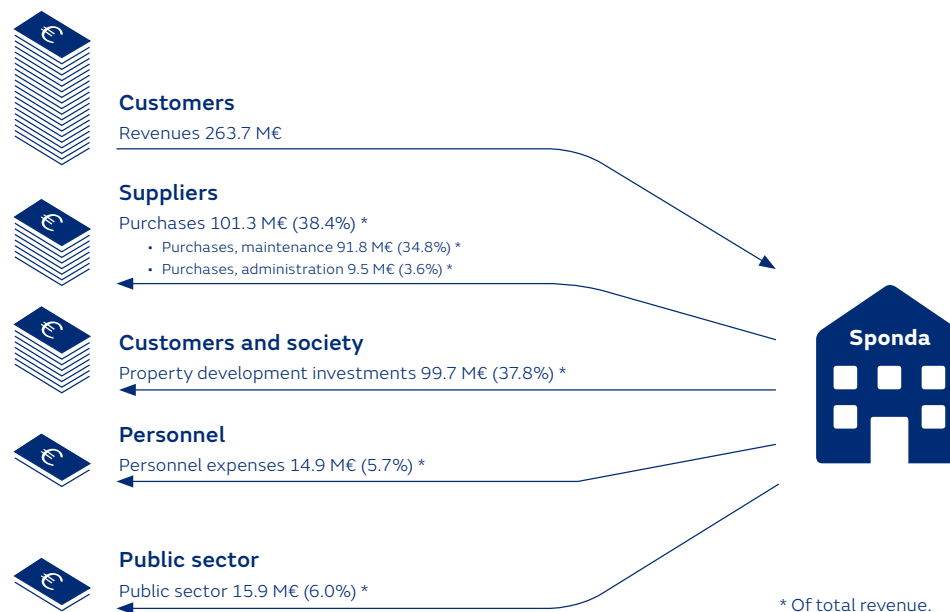 Customers
Revenues 263.7 M€
Suppliers
Purchases 101.3 M€ (38.4%) *
• Purchases, maintenance 91.8 M€ (34.8%) *
• Purchases, administration 9.5 M€ (3.6%) *
Customers and society
Property development investments 99.7 M€ (37.8%) *
Sponda
Personnel
Personnel expenses 14.9 M€ (5.7%) *
Public sector
Public sector 15.9 M€ (6.0%) *
* Of total revenue.
€
€
€
€
€